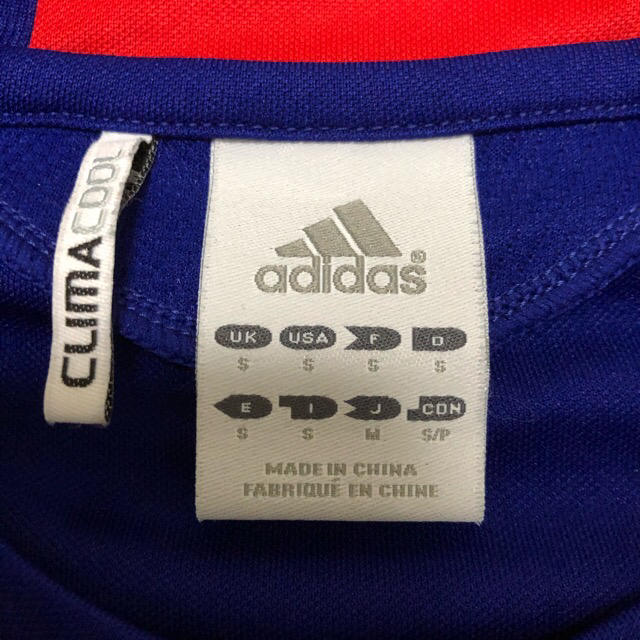 CLIMACOOL
adidas®
UK USA F D
S S S S
E I J CDN
S S M S/P
MADE IN CHINA
FABRIQUÉ EN CHINE